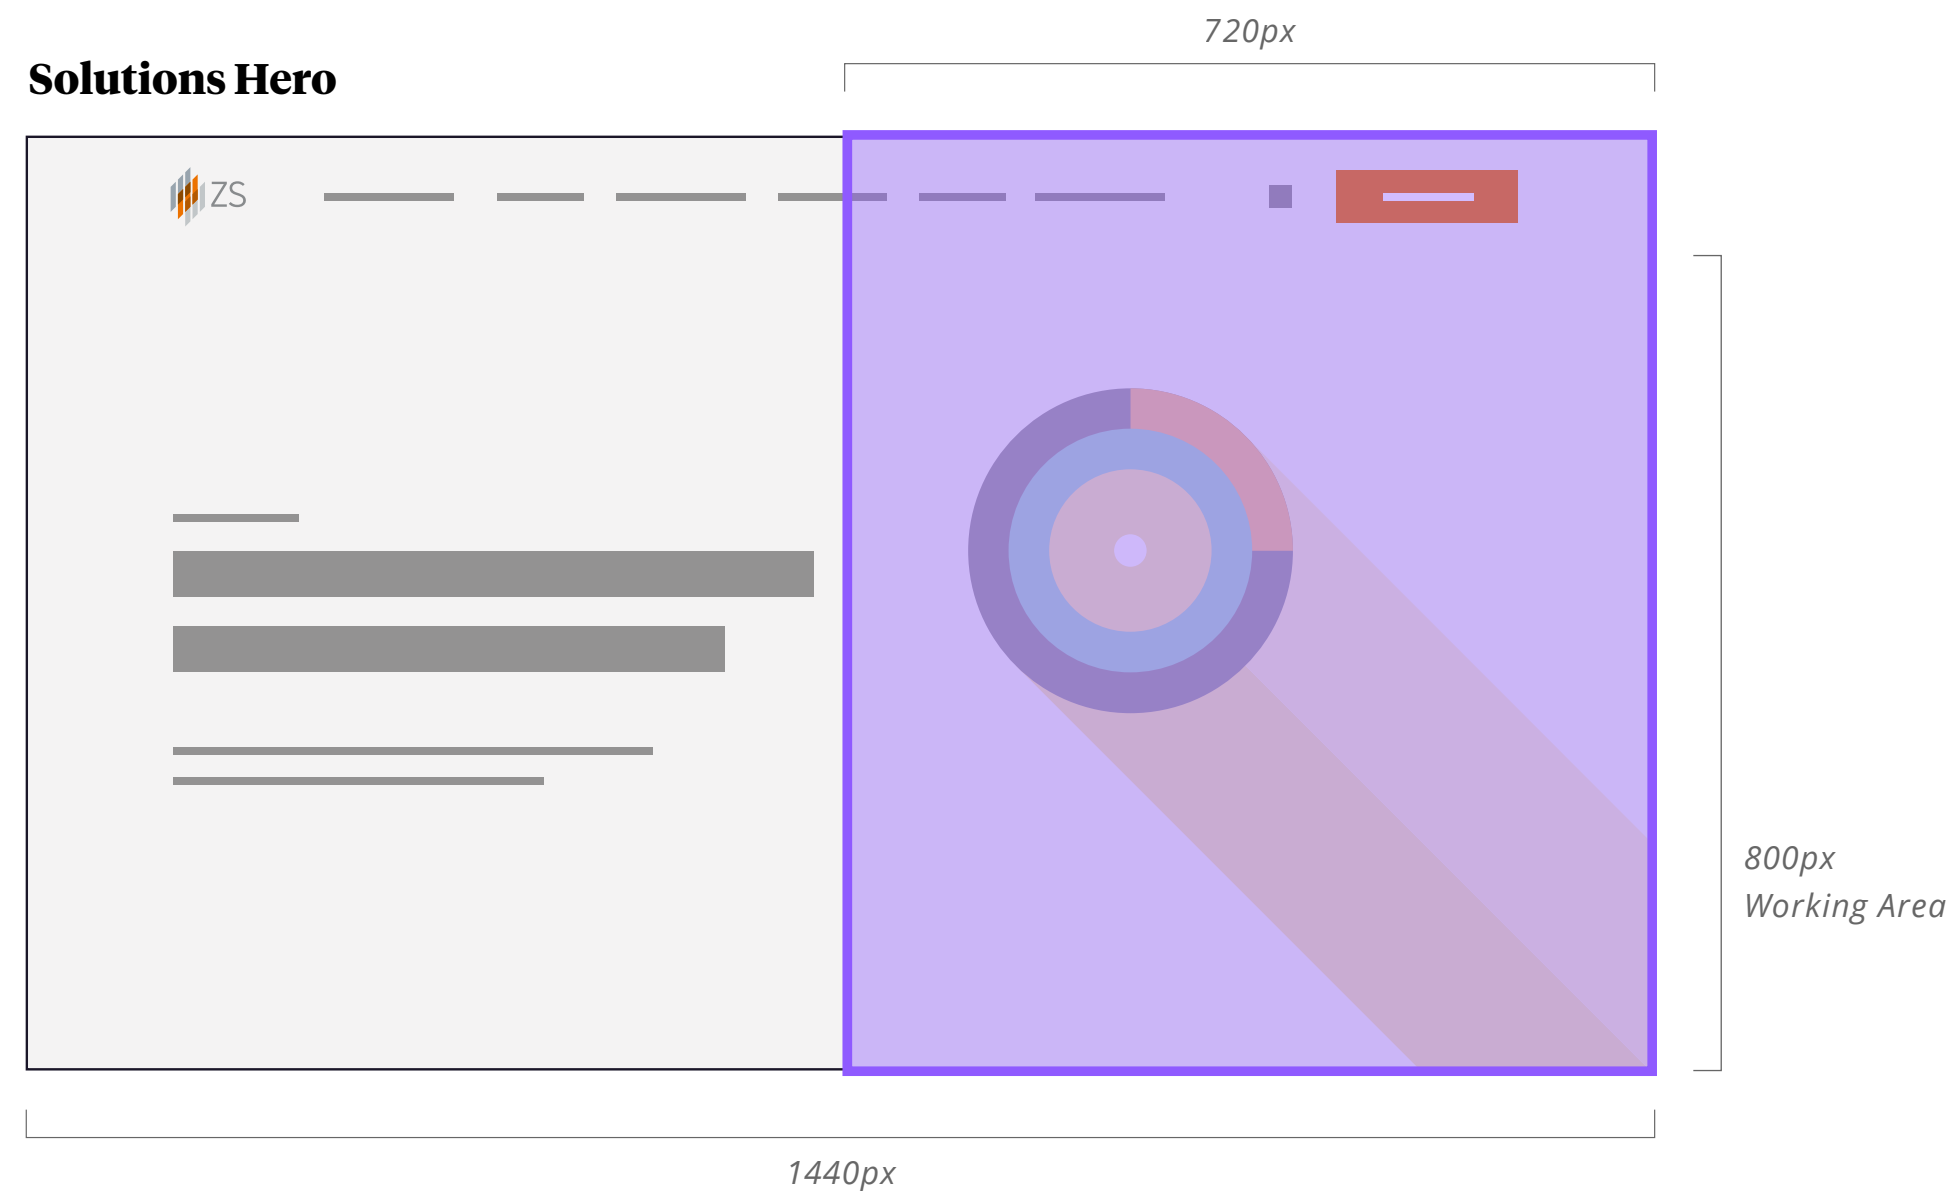 720px
Solutions Hero
ZS
800px
Working Area
1440px